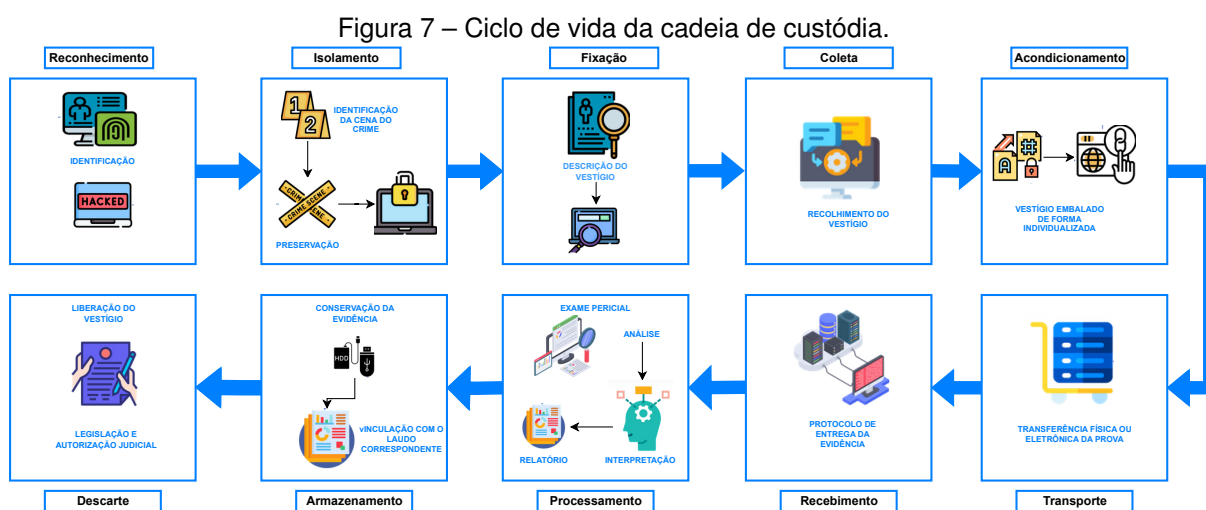 Figura 7 – Ciclo de vida da cadeia de custódia.
Reconhecimento
IDENTIFICAÇÃO
HACKED
Isolamento
1
2
IDENTIFICAÇÃO
DA CENA DO
CRIME
CRIME SCENE
CRIME SCENE
PRESERVAÇÃO
Fixação
DESCRIÇÃO DO
VESTÍGIO
Coleta
RECOLHIMENTO DO
VESTÍGIO
Acondicionamento
#
A
VESTÍGIO EMBALADO
DE FORMA
INDIVIDUALIZADA
TRANSFERÊNCIA FÍSICA OU
ELETRÔNICA DA PROVA
Transporte
PROTOCOLO DE
ENTREGA DA
EVIDÊNCIA
Recebimento
EXAME PERICIAL
ANÁLISE
RELATÓRIO
INTERPRETAÇÃO
Processamento
CONSERVAÇÃO DA
EVIDÊNCIA
HDD
vINCULAÇÃO COM O
LAUDO
CORRESPONDENTE
Armazenamento
LIBERAÇÃO DO
VESTÍGIO
LEGISLAÇÃO E
AUTORIZAÇÃO JUDICIAL
Descarte